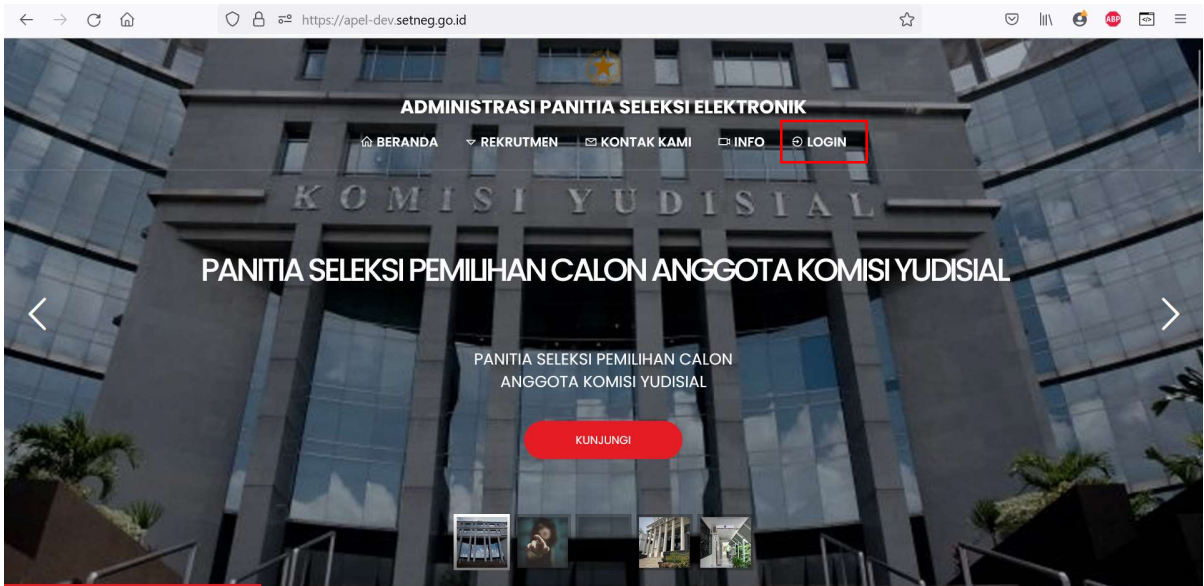 https://apel-dev.setneg.go.id
ABP
ADMINISTRASI PANITIA SELEKSI ELEKTRONIK
BERANDA REKRUTMEN KONTAK KAMI INFO LOGIN
KOMISI YUDISIAL
PANITIA SELEKSI PEMILIHAN CALON ANGGOTA KOMISI YUDISIAL
PANITIA SELEKSI PEMILIHAN CALON
ANGGOTA KOMISI YUDISIAL
KUNJUNGI